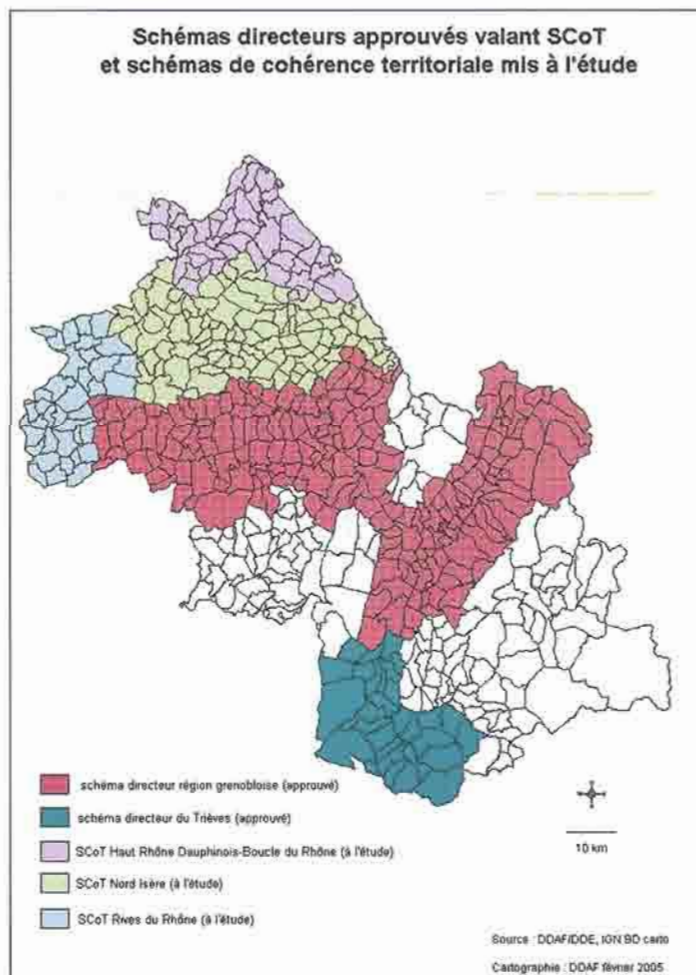 Schémas directeurs approuvés valant SCoT
et schémas de cohérence territoriale mis à l'étude
schéma directeur région grenobloise (approuvé)
schéma directeur du Trièves (approuvé)
SCoT Haut Rhône Dauphinois-Boucle du Rhône (à l'étude)
SCoT Nord Isère (à l'étude)
SCoT Rives du Rhône (à l'étude)
10 km
Source : DDAF/DDE, IGN BD carto
Cartographie : DDAF février 2005